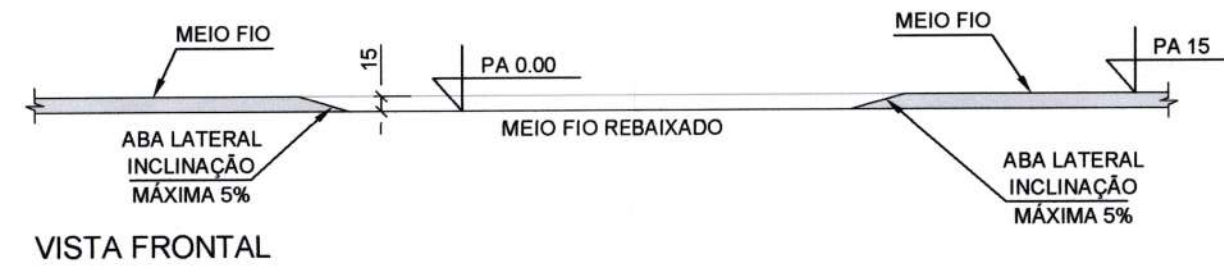 MEIO FIO
15
PA 0.00
MEIO FIO
PA 15
MEIO FIO REBAIXADO
ABA LATERAL
INCLINAÇÃO
MÁXIMA 5%
ABA LATERAL
INCLINAÇÃO
MÁXIMA 5%
VISTA FRONTAL